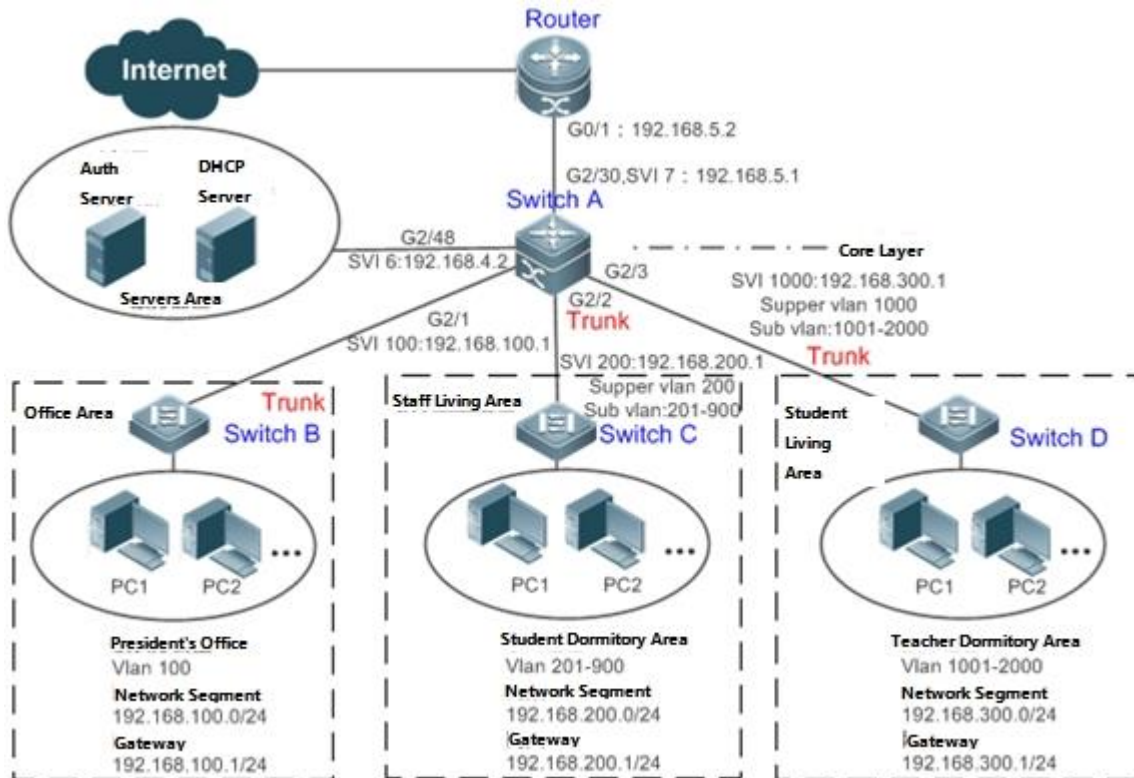 Router
Internet
G0/1 : 192.168.5.2
Auth
Server
DHCP
Server
G2/30,SVI 7 : 192.168.5.1
Switch A
G2/48
SVI 6:192.168.4.2
Servers Area
Core Layer
G2/3
SVI 1000:192.168.300.1
Supper vlan 1000
Sub vlan:1001-2000
Trunk
G2/2
Trunk
G2/1
SVI 100:192.168.100.1
SVI 200:192.168.200.1
Supper vlan 200
Sub vlan:201-900
Office Area
Trunk
Switch B
PC1
PC2
...
President's Office
Vlan 100
Network Segment
192.168.100.0/24
Gateway
192.168.100.1/24
Staff Living Area
Switch C
PC1
PC2
...
Student Dormitory Area
Vlan 201-900
Network Segment
192.168.200.0/24
Gateway
192.168.200.1/24
Student
Living
Area
Switch D
PC1
PC2
...
Teacher Dormitory Area
Vlan 1001-2000
Network Segment
192.168.300.0/24
Gateway
192.168.300.1/24